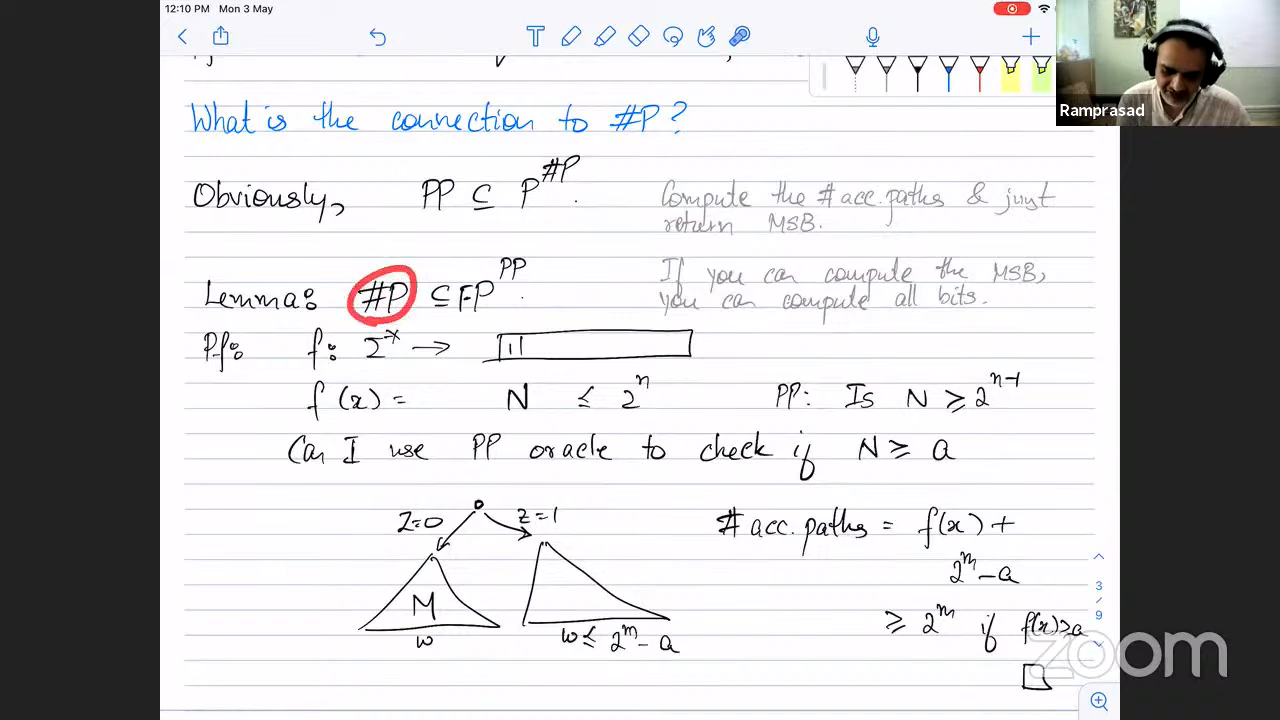 12:10 PM Mon 3 May
Ramprasad
What is the connection to #P?
Obviously, PP ⊆ P^#P. Compute the # acc. paths & just return MSB.
Lemma: #P ⊆ FP^PP. If you can compute the MSB, you can compute all bits.
Pf: f: Σ^* →
f(x) = N ≤ 2^n PP: Is N ≥ 2^{n-1}
Can I use PP oracle to check if N ≥ a
Z=0 z=1 # acc. paths = f(x) +
2^m - a
M
w w ≤ 2^m - a ≥ 2^m if f(x) ≥ a
3
/
9
zoom